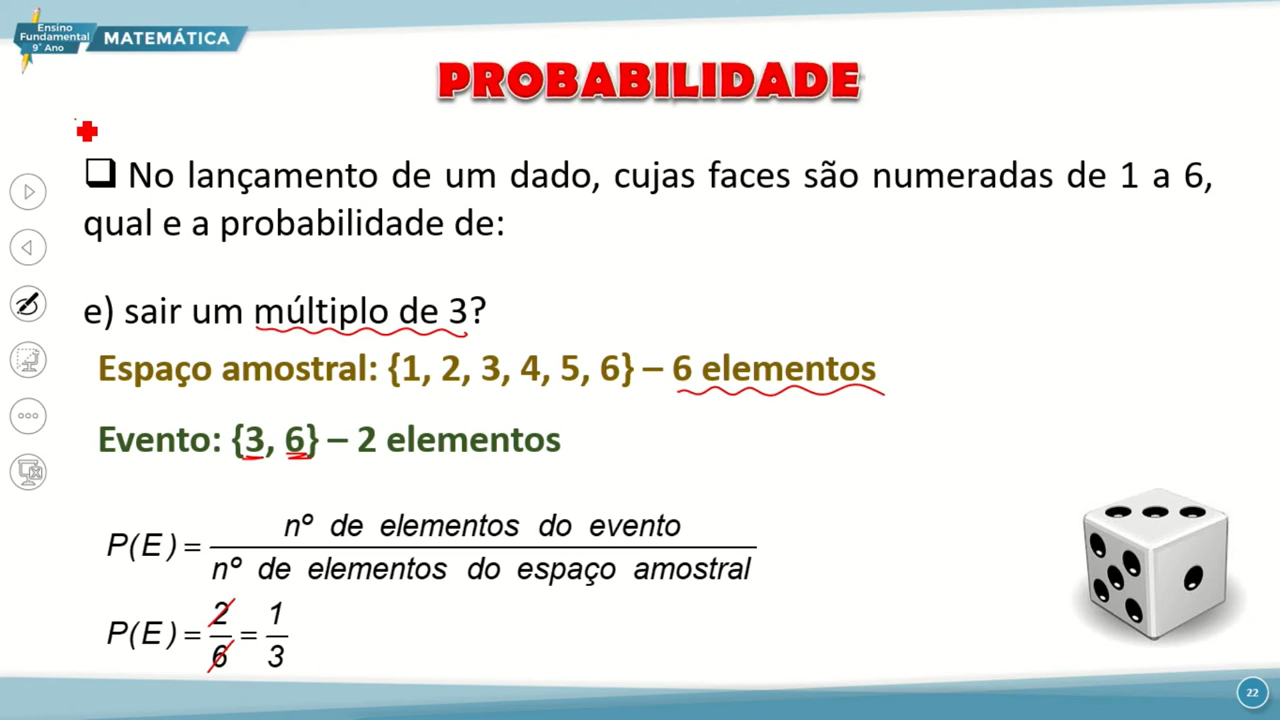 Ensino
Fundamental
9° Ano
MATEMÁTICA
PROBABILIDADE
No lançamento de um dado, cujas faces são numeradas de 1 a 6,
qual e a probabilidade de:
e) sair um múltiplo de 3?
Espaço amostral: {1, 2, 3, 4, 5, 6} – 6 elementos
Evento: {3, 6} – 2 elementos
P(E) = nº de elementos do evento / nº de elementos do espaço amostral
P(E) = 2/6 = 1/3
22